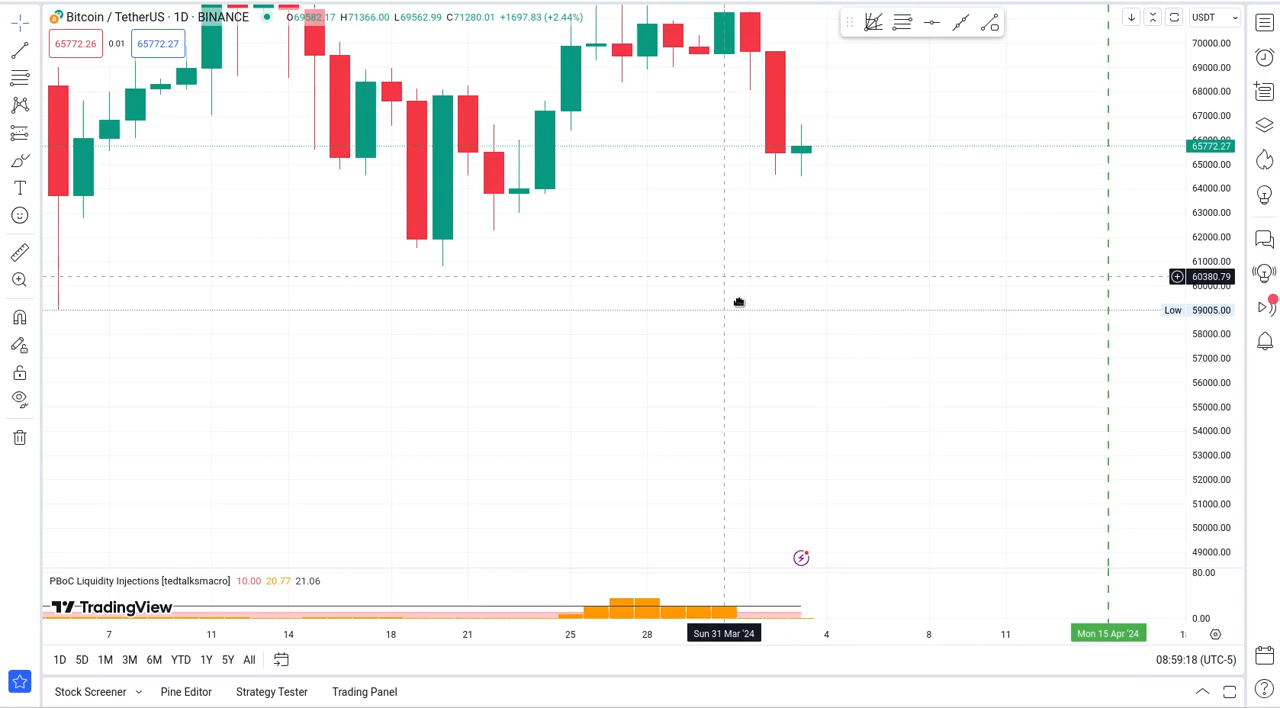 Bitcoin / TetherUS · 1D · BINANCE O69582.17 H71366.00 L69562.99 C71280.01 +1697.83 (+2.44%)
USDT
65772.26 0.01 65772.27
70000.00
69000.00
68000.00
67000.00
66000.00
65772.27
65000.00
64000.00
63000.00
62000.00
61000.00
60380.79
60000.00
Low 59005.00
58000.00
57000.00
56000.00
55000.00
54000.00
53000.00
52000.00
51000.00
50000.00
49000.00
PBoC Liquidity Injections [tedtalksmacro] 10.00 20.77 21.06
80.00
TradingView
0.00
7 11 14 18 21 25 28 Sun 31 Mar '24 4 8 11 Mon 15 Apr '24
1D 5D 1M 3M 6M YTD 1Y 5Y All
08:59:18 (UTC-5)
Stock Screener Pine Editor Strategy Tester Trading Panel